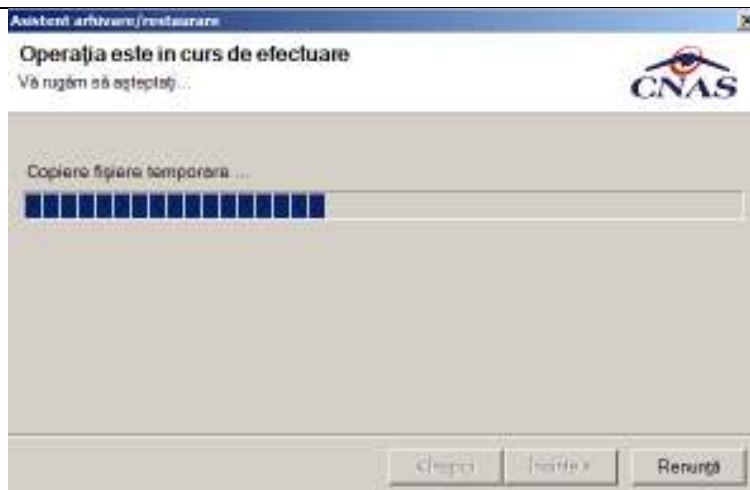 Asistent arhivare/restaurare
Operaţia este in curs de efectuare
Vă rugăm să aşteptaţi...
CNAS
Copiere fişiere temporare ...
Renunţă